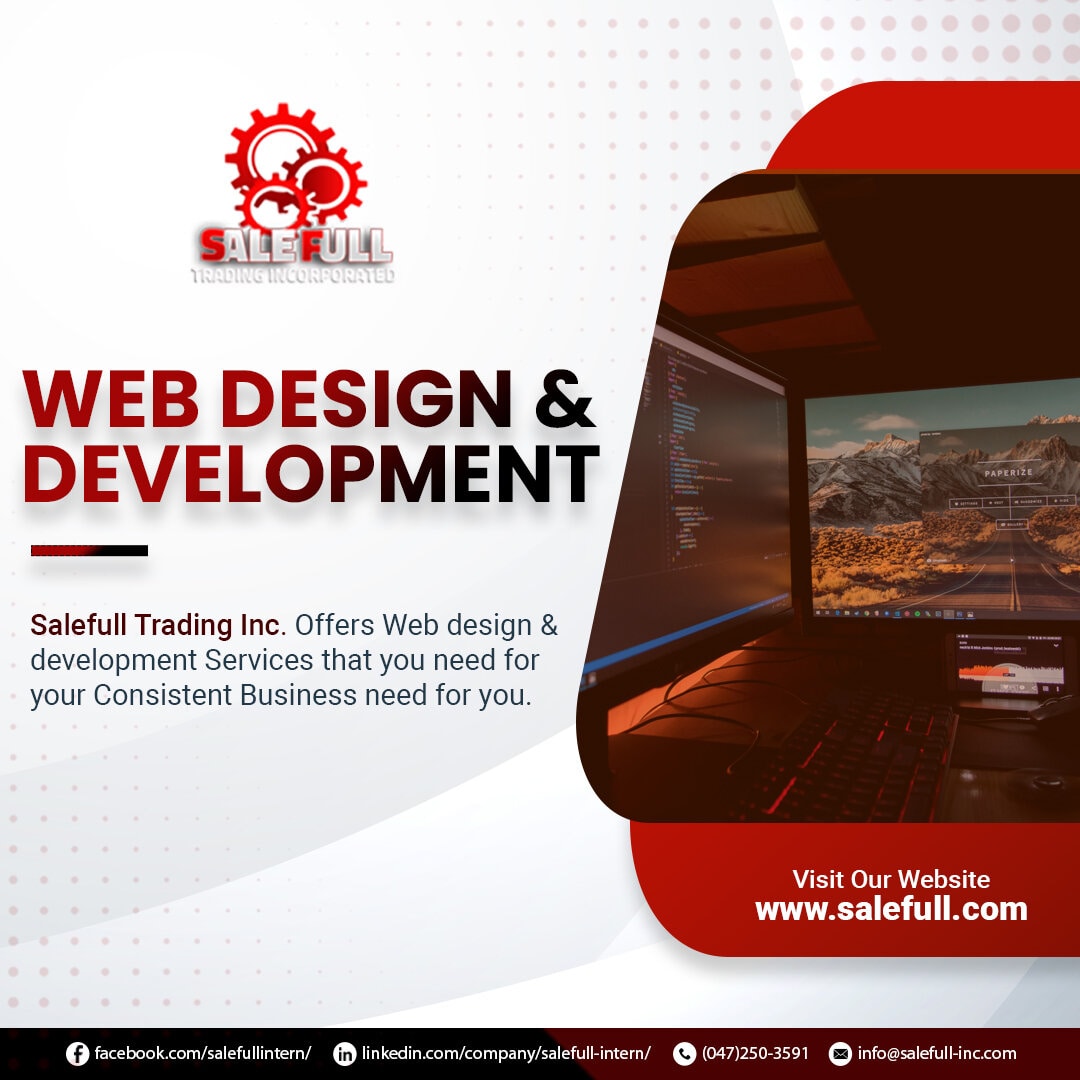 SALE FULL
TRADING INCORPORATED
WEB DESIGN &
DEVELOPMENT
Salefull Trading Inc. Offers Web design &
development Services that you need for
your Consistent Business need for you.
PAPERIZE
Visit Our Website
www.salefull.com
facebook.com/salefullintern/ linkedin.com/company/salefull-intern/ (047)250-3591 info@salefull-inc.com